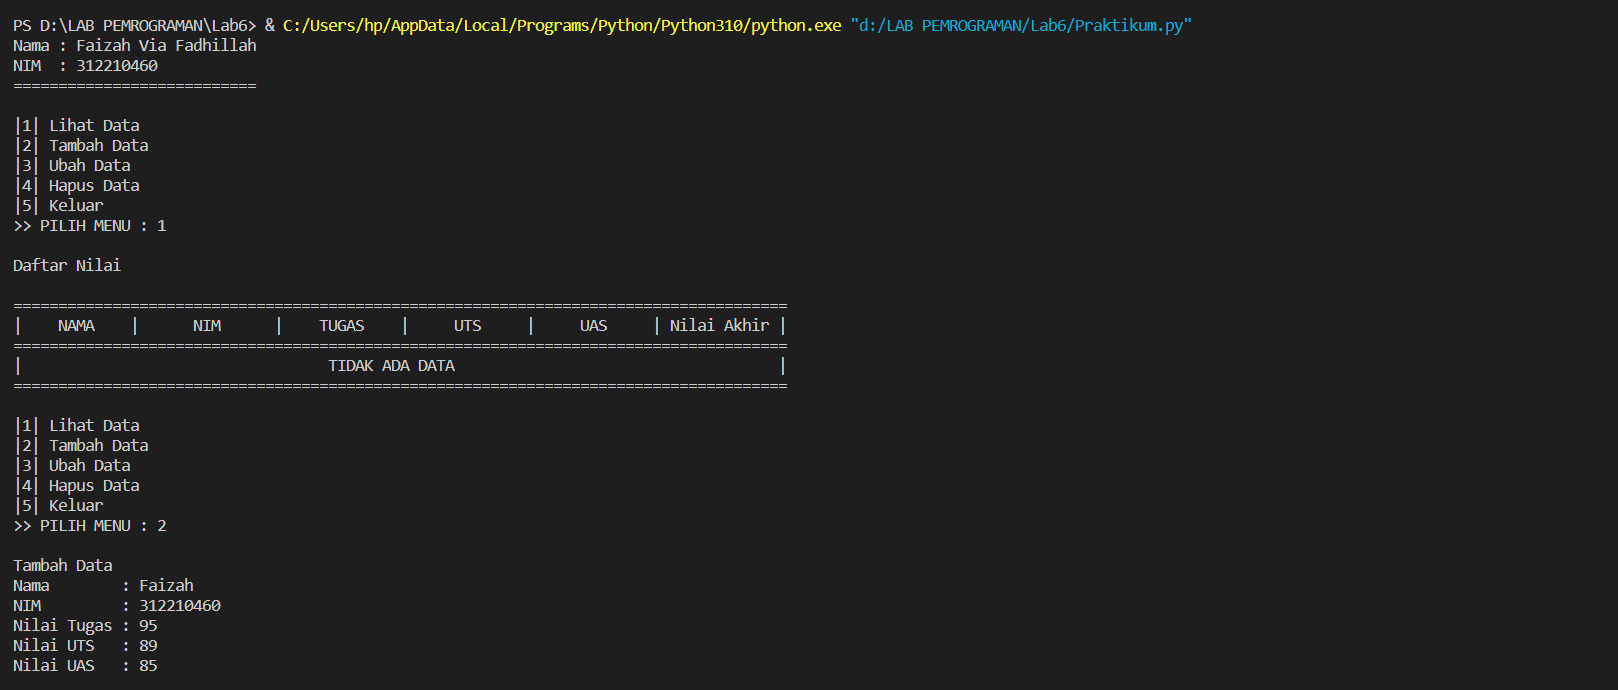 PS D:\LAB PEMROGRAMAN\Lab6> & C:/Users/hp/AppData/Local/Programs/Python/Python310/python.exe "d:/LAB PEMROGRAMAN/Lab6/Praktikum.py"
Nama : Faizah Via Fadhillah
NIM  : 312210460
===========================

|1| Lihat Data
|2| Tambah Data
|3| Ubah Data
|4| Hapus Data
|5| Keluar
>> PILIH MENU : 1

Daftar Nilai

======================================================================================
|    NAMA    |      NIM      |    TUGAS    |     UTS     |     UAS     | Nilai Akhir |
======================================================================================
|                                  TIDAK ADA DATA                                    |
======================================================================================

|1| Lihat Data
|2| Tambah Data
|3| Ubah Data
|4| Hapus Data
|5| Keluar
>> PILIH MENU : 2

Tambah Data
Nama        : Faizah
NIM         : 312210460
Nilai Tugas : 95
Nilai UTS   : 89
Nilai UAS   : 85